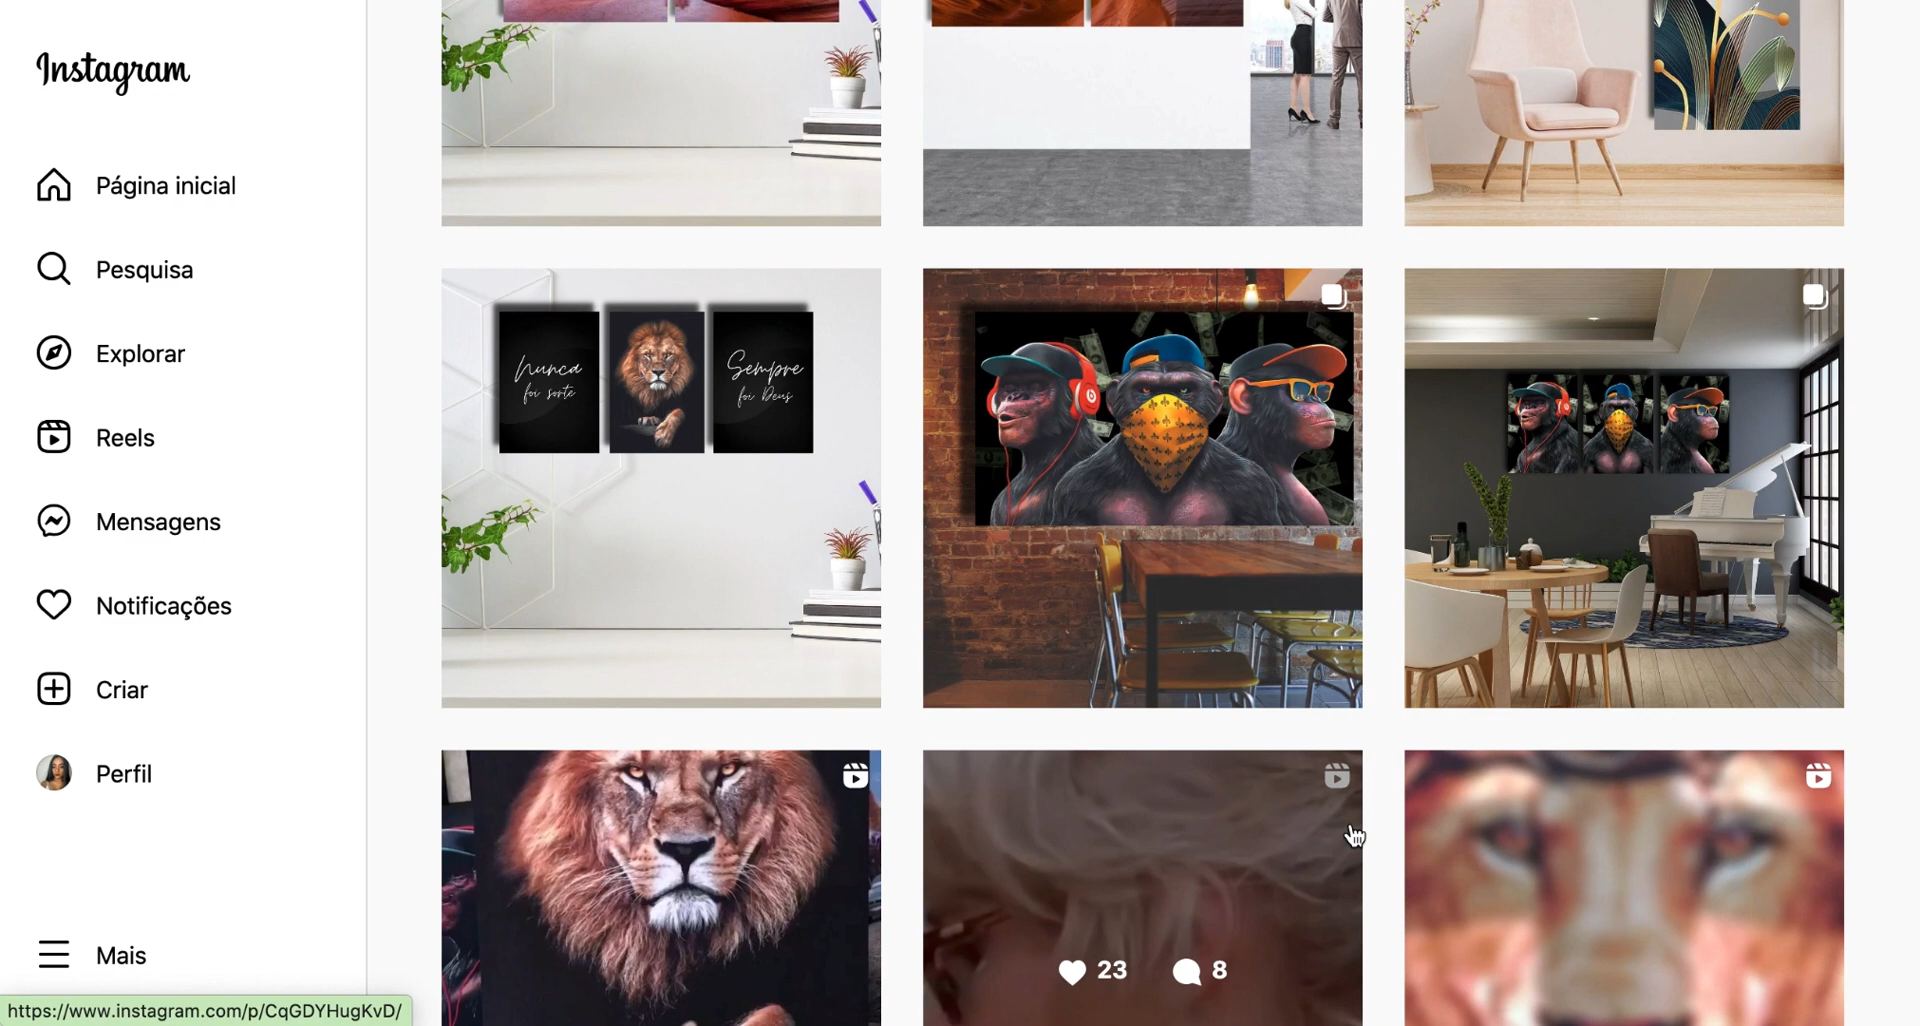 Instagram
Página inicial
Pesquisa
Explorar
Reels
Mensagens
Notificações
Criar
Perfil
Mais
Nunca
foi sorte
Sempre
foi Deus
23
8
https://www.instagram.com/p/CqGDYHugKvD/